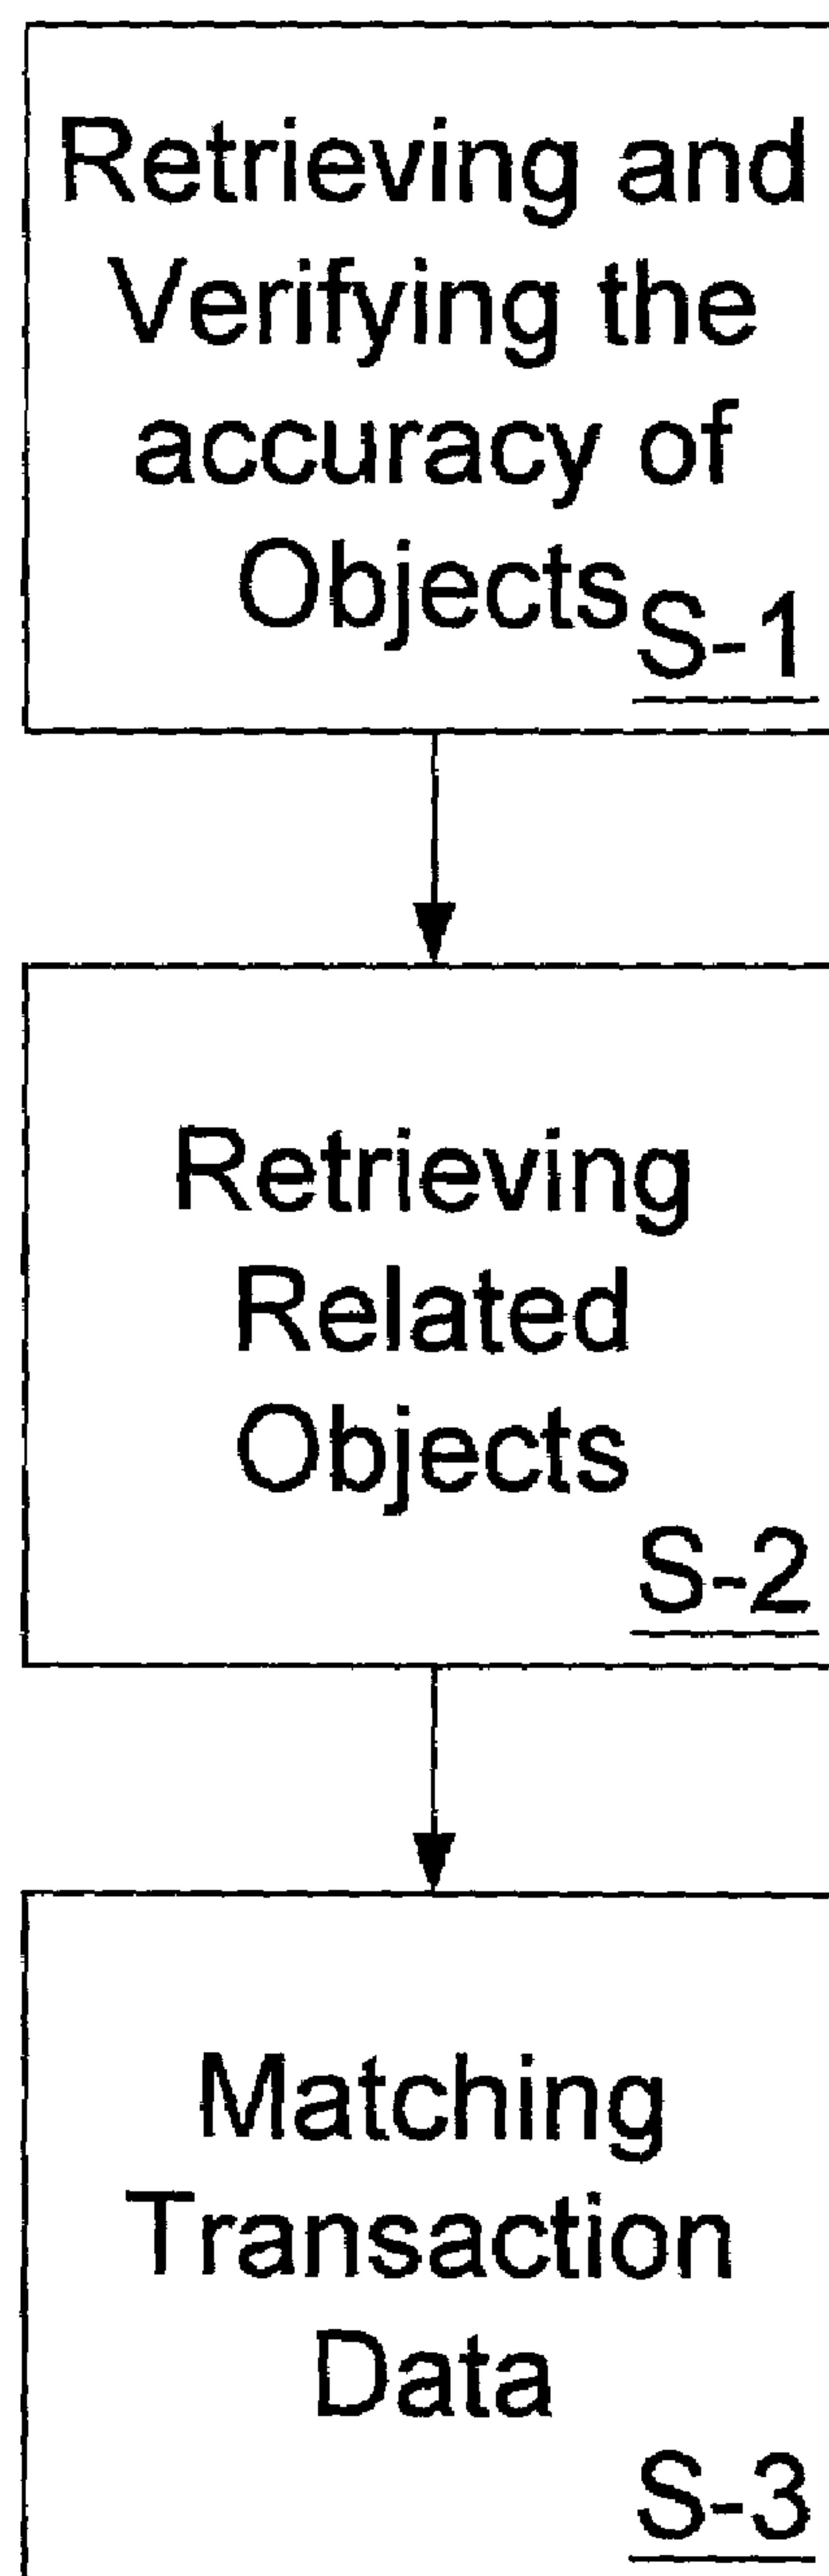 Retrieving and
Verifying the
accuracy of
Objects
S-1
Retrieving
Related
Objects
S-2
Matching
Transaction
Data
S-3